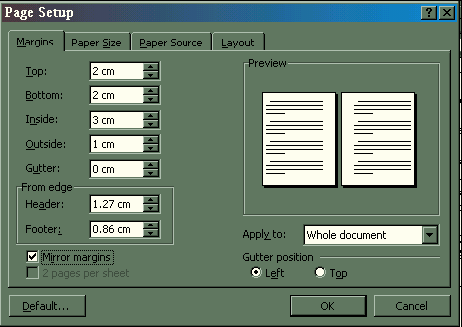 Page Setup
Margins Paper Size Paper Source Layout
Top: 2 cm
Bottom: 2 cm
Inside: 3 cm
Outside: 1 cm
Gutter: 0 cm
From edge
Header: 1.27 cm
Footer: 0.86 cm
Mirror margins
2 pages per sheet
Preview
Apply to: Whole document
Gutter position
Left Top
Default... OK Cancel